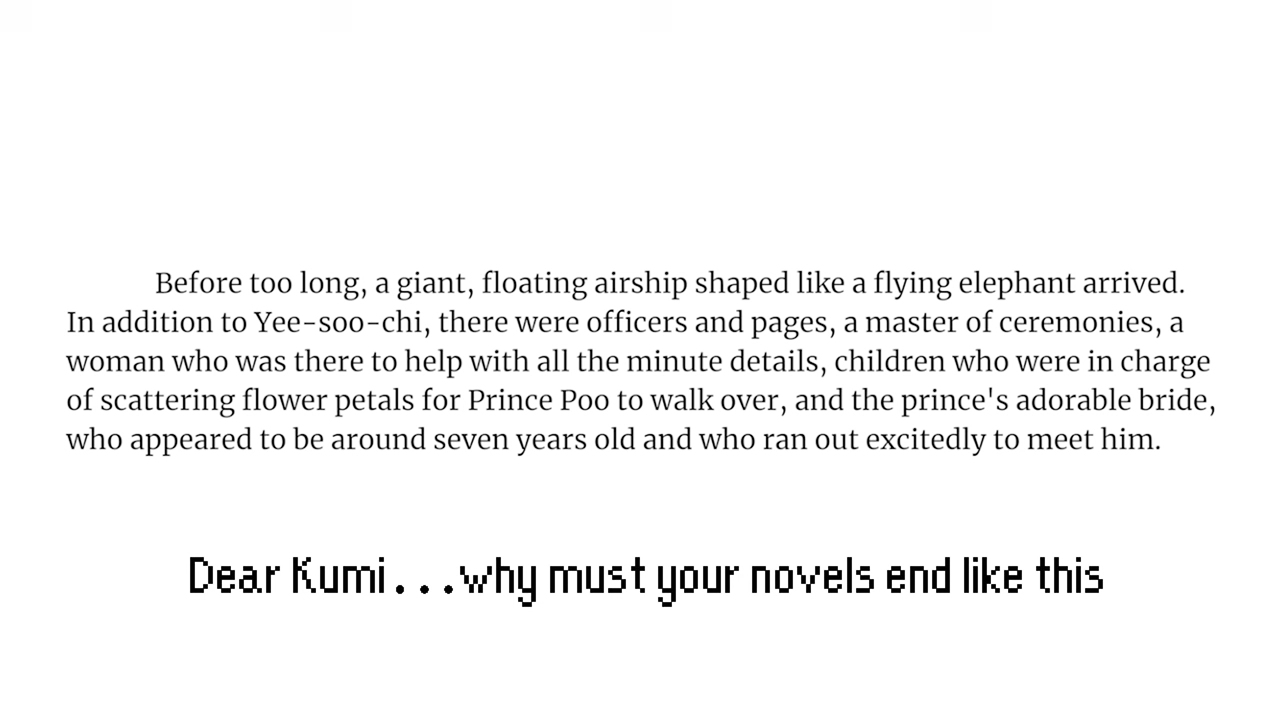 Before too long, a giant, floating airship shaped like a flying elephant arrived.
In addition to Yee-soo-chi, there were officers and pages, a master of ceremonies, a
woman who was there to help with all the minute details, children who were in charge
of scattering flower petals for Prince Poo to walk over, and the prince's adorable bride,
who appeared to be around seven years old and who ran out excitedly to meet him.
Dear Kumi...why must your novels end like this